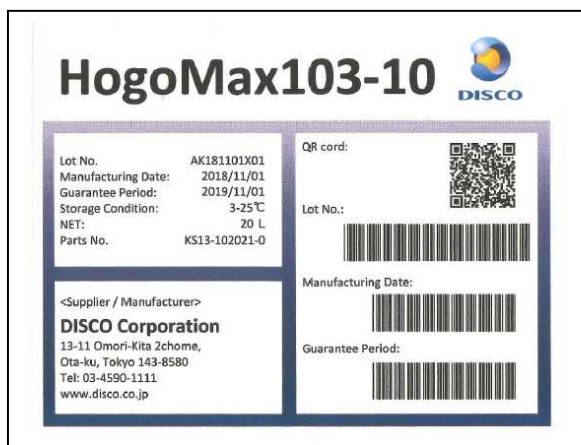 HogoMax103-10
DISCO
Lot No. AK181101X01
Manufacturing Date: 2018/11/01
Guarantee Period: 2019/11/01
Storage Condition: 3-25℃
NET: 20 L
Parts No. KS13-102021-0
<Supplier / Manufacturer>
DISCO Corporation
13-11 Omori-Kita 2chome,
Ota-ku, Tokyo 143-8580
Tel: 03-4590-1111
www.disco.co.jp
QR cord:
Lot No.:
Manufacturing Date:
Guarantee Period: